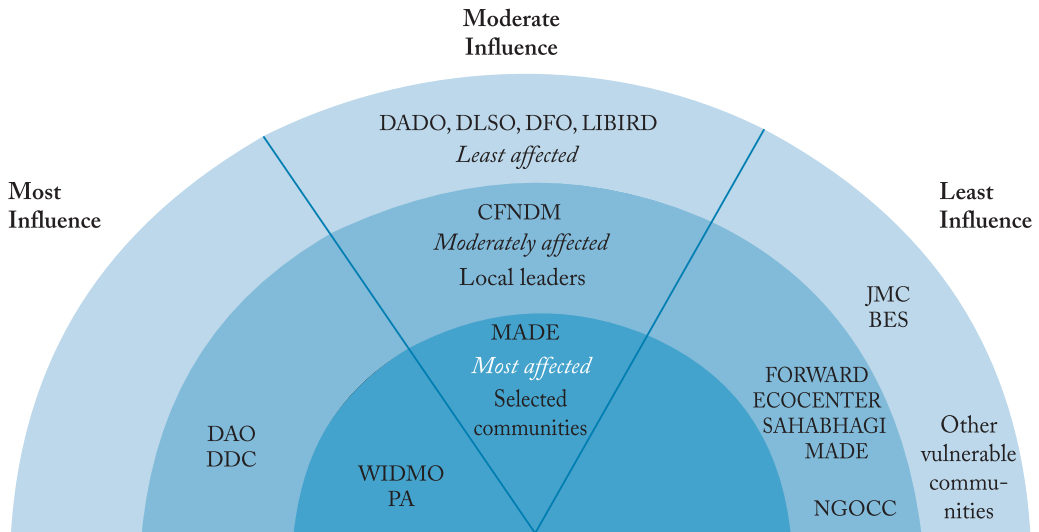 Moderate
Influence
DADO, DLSO, DFO, LIBIRD
Least affected
Most
Influence
Least
Influence
CFNDM
Moderately affected
Local leaders
JMC
BES
MADE
Most affected
Selected
communities
FORWARD
ECOCENTER
SAHABHAGI
MADE
DAO
DDC
Other
vulnerable
commu-
nities
WIDMO
PA
NGOCC